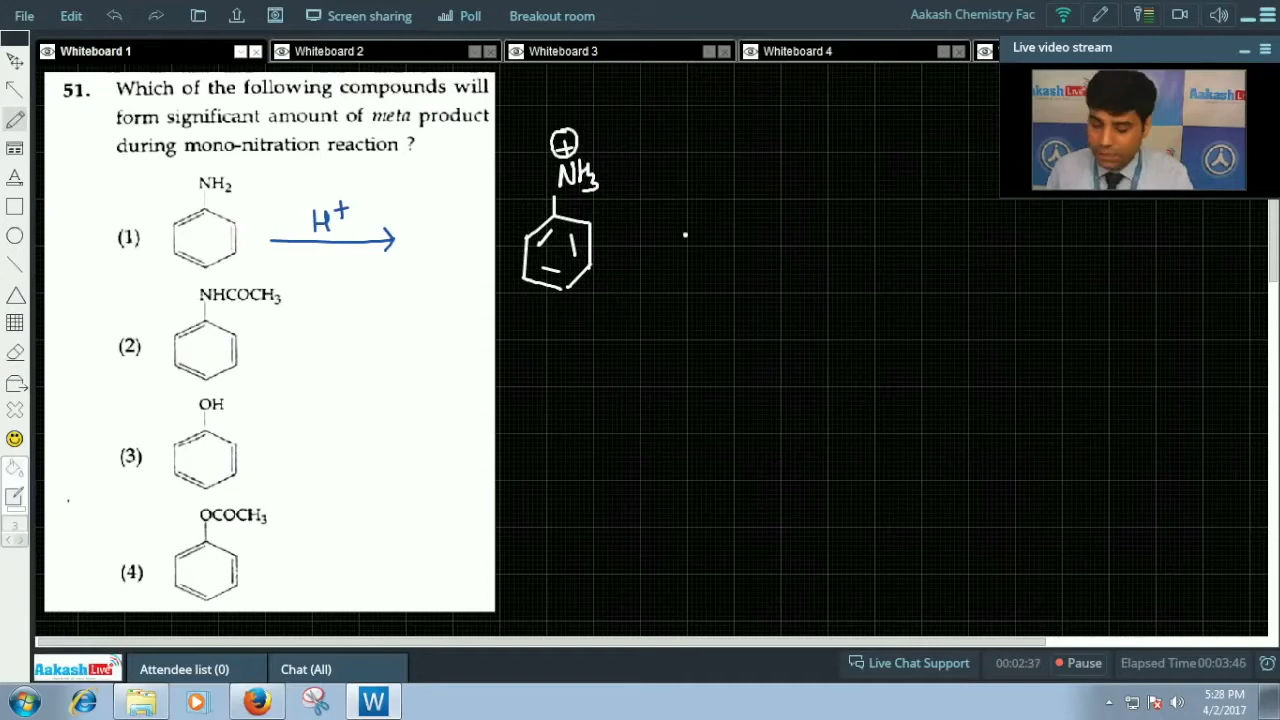 File Edit Screen sharing Poll Breakout room Aakash Chemistry Fac
Whiteboard 1 Whiteboard 2 Whiteboard 3 Whiteboard 4
Live video stream
Aakash Live
51. Which of the following compounds will
form significant amount of meta product
during mono-nitration reaction ?
NH2
(1)
H+
+
NH3
NHCOCH3
(2)
OH
(3)
OCOCH3
(4)
3
AakashLive Attendee list (0) Chat (All) Live Chat Support 00:02:37 Pause Elapsed Time 00:03:46
5:28 PM
4/2/2017